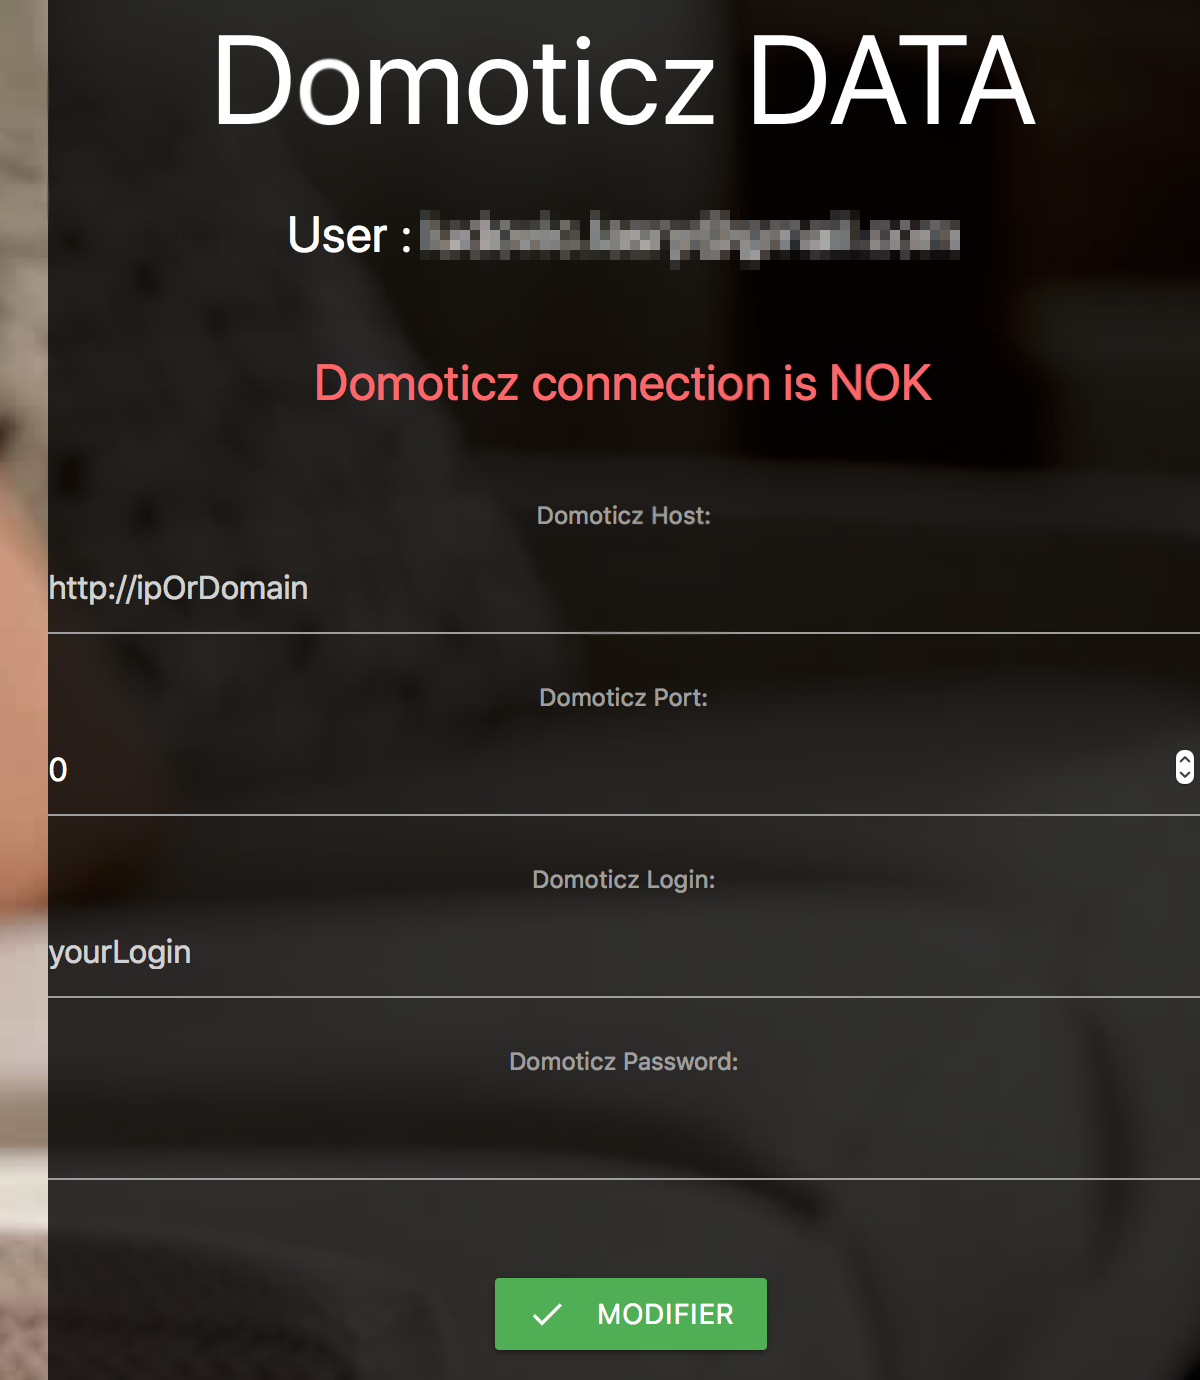 Domoticz DATA
User :
Domoticz connection is NOK
Domoticz Host:
http://ipOrDomain
Domoticz Port:
0
Domoticz Login:
yourLogin
Domoticz Password:
MODIFIER